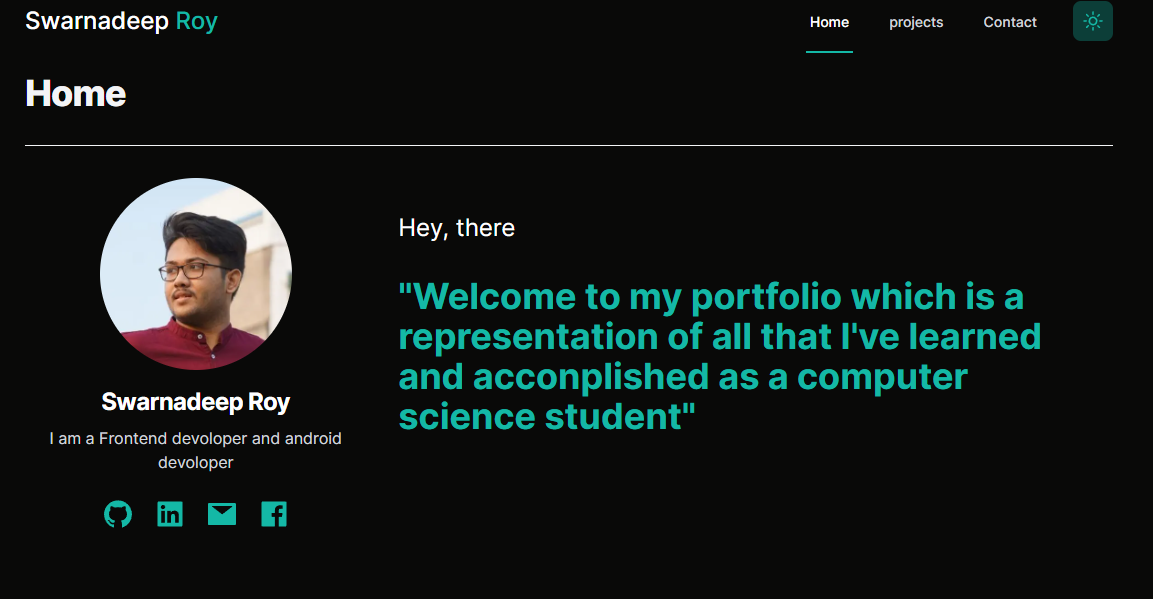 Swarnadeep Roy
Home
projects
Contact
Home
Hey, there
"Welcome to my portfolio which is a
representation of all that I've learned
and acconplished as a computer
science student"
Swarnadeep Roy
I am a Frontend devoloper and android
devoloper
in